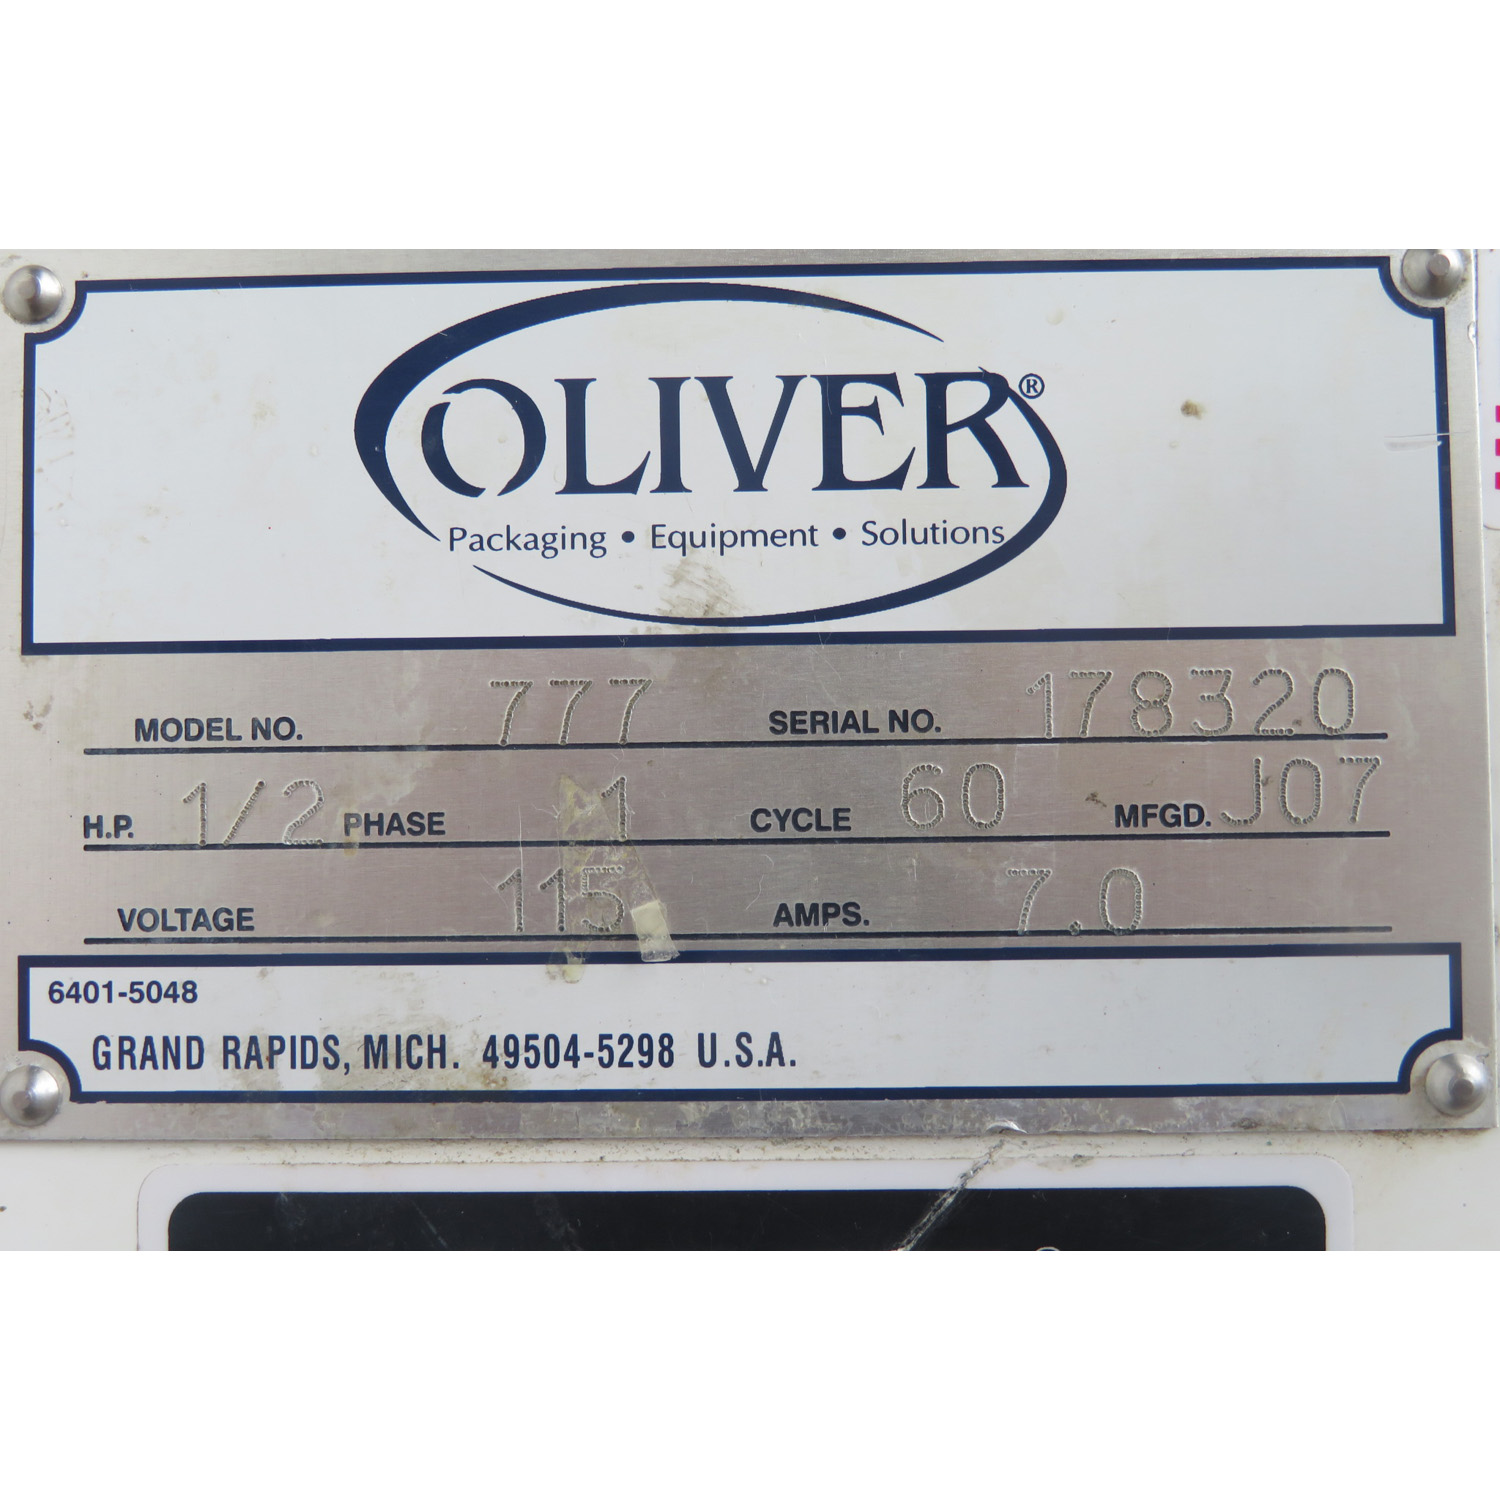 OLIVER®
Packaging • Equipment • Solutions
MODEL NO. 777 SERIAL NO. 178320
H.P. 1/2 PHASE 1 CYCLE 60 MFGD. J07
VOLTAGE 115 AMPS. 7.0
6401-5048
GRAND RAPIDS, MICH. 49504-5298 U.S.A.